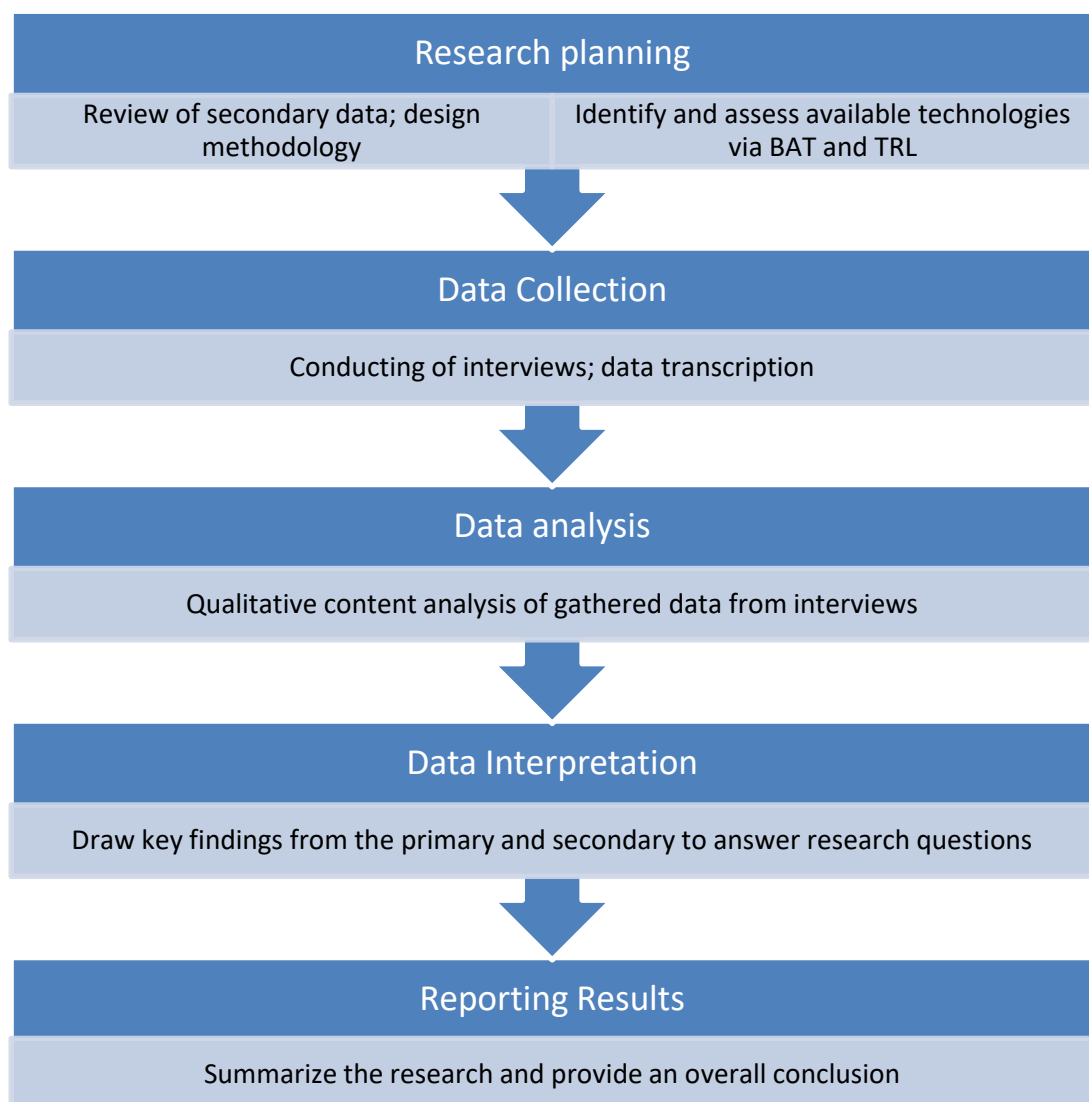 Research planning
Review of secondary data; design
methodology
Identify and assess available technologies
via BAT and TRL
Data Collection
Conducting of interviews; data transcription
Data analysis
Qualitative content analysis of gathered data from interviews
Data Interpretation
Draw key findings from the primary and secondary to answer research questions
Reporting Results
Summarize the research and provide an overall conclusion